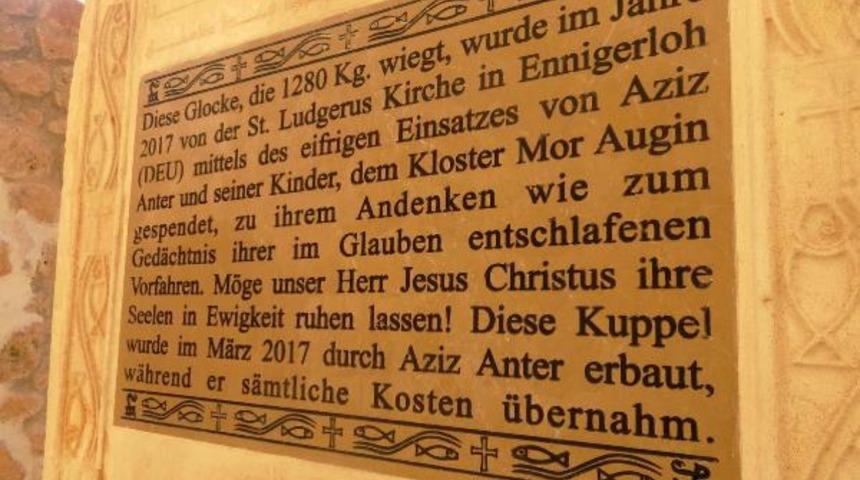 Diese Glocke, die 1280 Kg. wiegt, wurde im Jahre
2017 von der St. Ludgerus Kirche in Ennigerloh
(DEU) mittels des eifrigen Einsatzes von Aziz
Anter und seiner Kinder, dem Kloster Mor Augin
gespendet, zu ihrem Andenken wie zum
Gedächtnis ihrer im Glauben entschlafenen
Vorfahren. Möge unser Herr Jesus Christus ihre
Seelen in Ewigkeit ruhen lassen! Diese Kuppel
wurde im März 2017 durch Aziz Anter erbaut,
während er sämtliche Kosten übernahm.